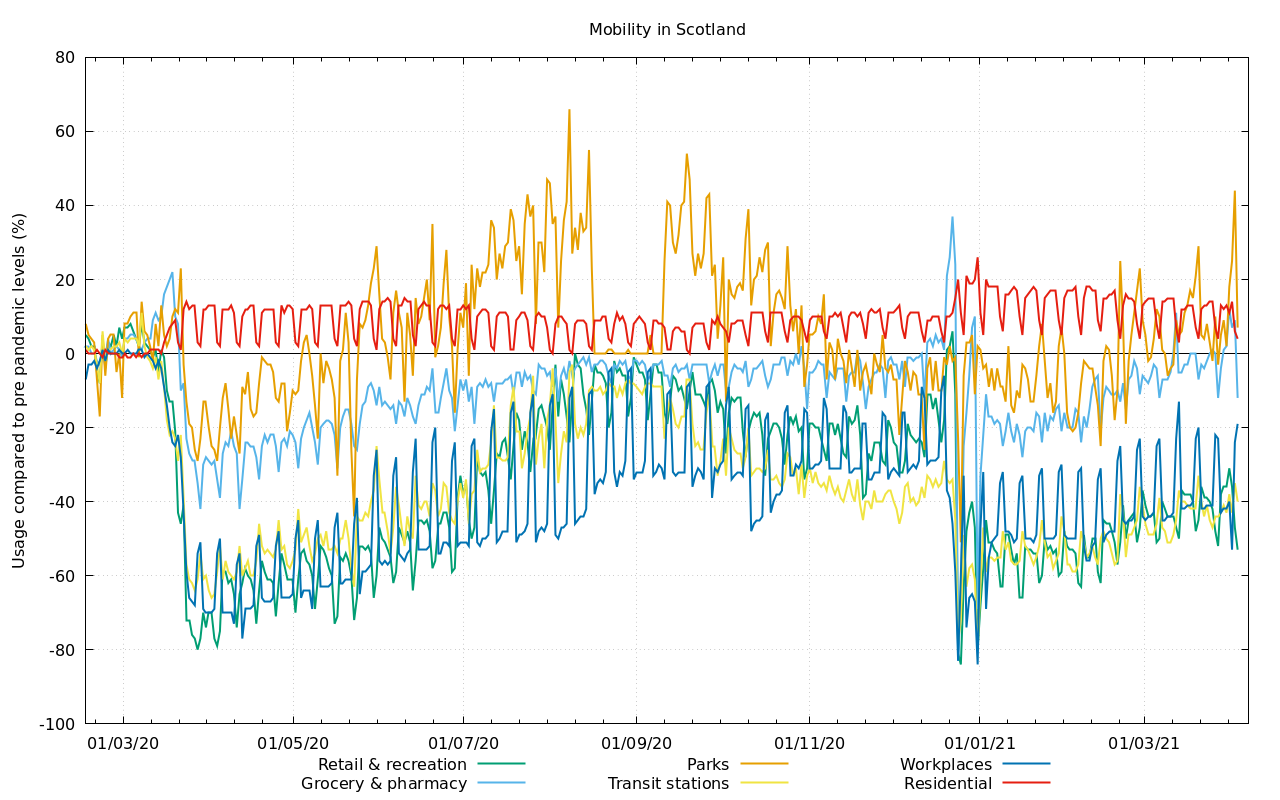 Mobility in Scotland
Usage compared to pre pandemic levels (%)
80
60
40
20
0
-20
-40
-60
-80
-100
01/03/20 01/05/20 01/07/20 01/09/20 01/11/20 01/01/21 01/03/21
Retail & recreation Parks Workplaces
Grocery & pharmacy Transit stations Residential